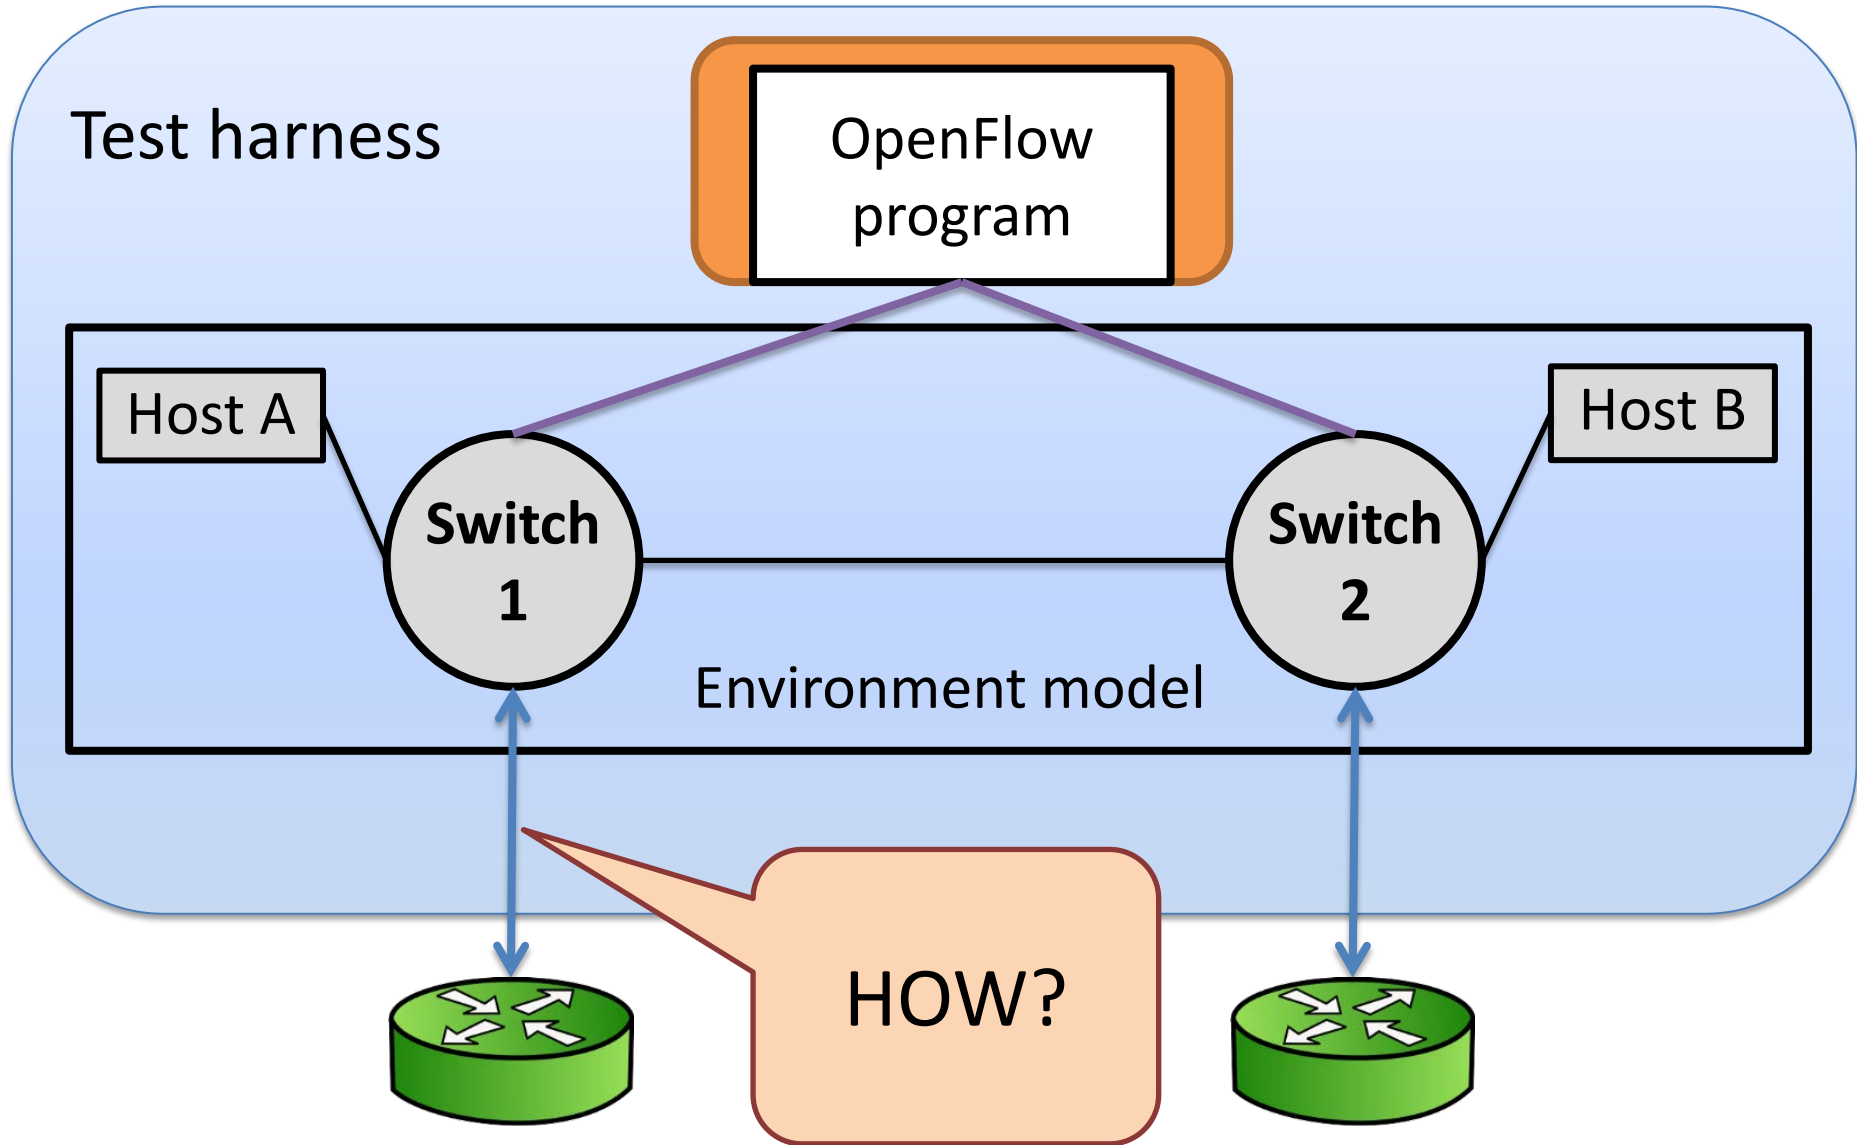 Test harness
OpenFlow
program
Host A
Host B
Switch
1
Switch
2
Environment model
HOW?